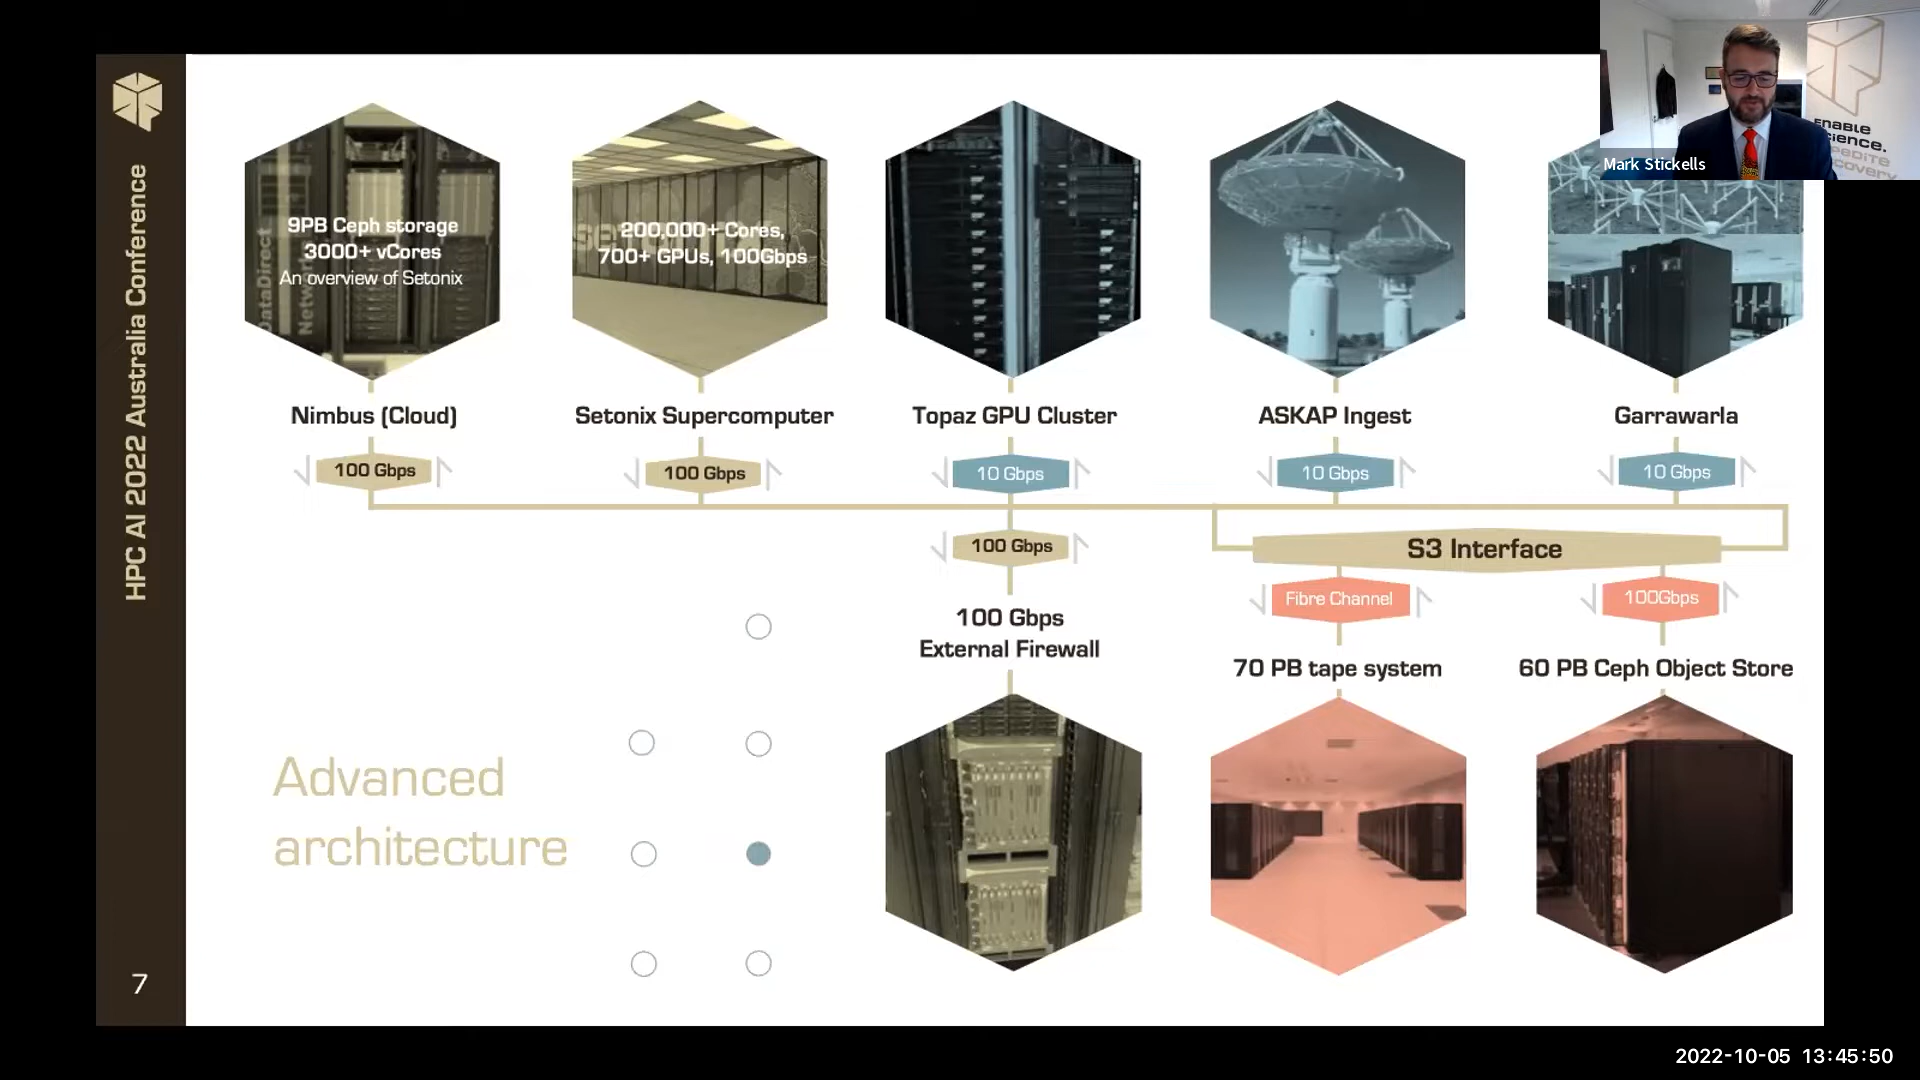 HPC AI 2022 Australia Conference
7
9PB Ceph storage
3000+ vCores
An overview of Setonix
DataDirect
200,000+ Cores,
700+ GPUs, 100Gbps
Mark Stickells
Nimbus (Cloud)
Setonix Supercomputer
Topaz GPU Cluster
ASKAP Ingest
Garrawarla
100 Gbps
100 Gbps
10 Gbps
10 Gbps
10 Gbps
100 Gbps
S3 Interface
Fibre Channel
100Gbps
100 Gbps
External Firewall
70 PB tape system
60 PB Ceph Object Store
Advanced
architecture
2022-10-05 13:45:50